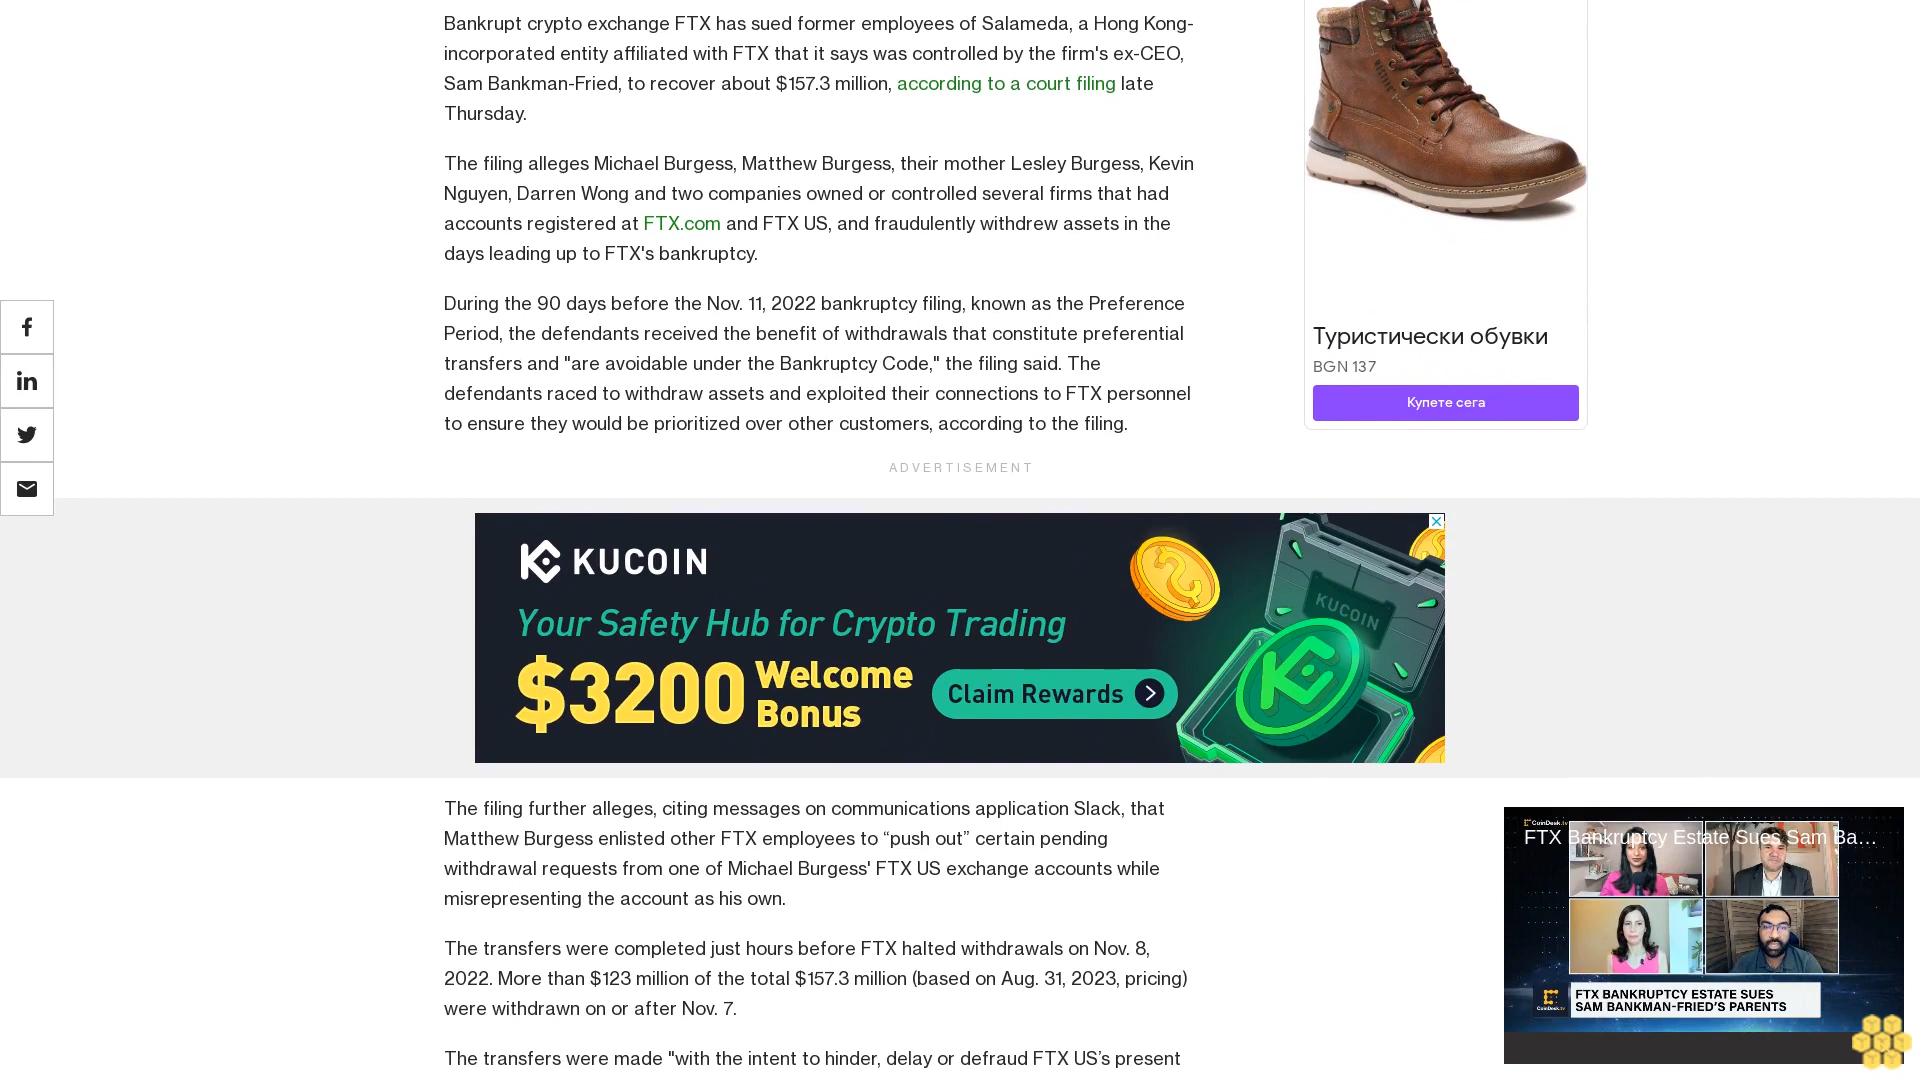 Bankrupt crypto exchange FTX has sued former employees of Salameda, a Hong Kong-
incorporated entity affiliated with FTX that it says was controlled by the firm's ex-CEO,
Sam Bankman-Fried, to recover about $157.3 million, according to a court filing late
Thursday.
The filing alleges Michael Burgess, Matthew Burgess, their mother Lesley Burgess, Kevin
Nguyen, Darren Wong and two companies owned or controlled several firms that had
accounts registered at FTX.com and FTX US, and fraudulently withdrew assets in the
days leading up to FTX's bankruptcy.
During the 90 days before the Nov. 11, 2022 bankruptcy filing, known as the Preference
Period, the defendants received the benefit of withdrawals that constitute preferential
transfers and "are avoidable under the Bankruptcy Code," the filing said. The
defendants raced to withdraw assets and exploited their connections to FTX personnel
to ensure they would be prioritized over other customers, according to the filing.
Туристически обувки
BGN 137
Купете сега
ADVERTISEMENT
KUCOIN
Your Safety Hub for Crypto Trading
$3200 Welcome
Bonus
Claim Rewards
KUCOIN
The filing further alleges, citing messages on communications application Slack, that
Matthew Burgess enlisted other FTX employees to “push out” certain pending
withdrawal requests from one of Michael Burgess' FTX US exchange accounts while
misrepresenting the account as his own.
The transfers were completed just hours before FTX halted withdrawals on Nov. 8,
2022. More than $123 million of the total $157.3 million (based on Aug. 31, 2023, pricing)
were withdrawn on or after Nov. 7.
The transfers were made "with the intent to hinder, delay or defraud FTX US’s present
CoinDesk.tv
FTX Bankruptcy Estate Sues Sam Ba…
FTX BANKRUPTCY ESTATE SUES
SAM BANKMAN-FRIED'S PARENTS
CoinDesk.tv